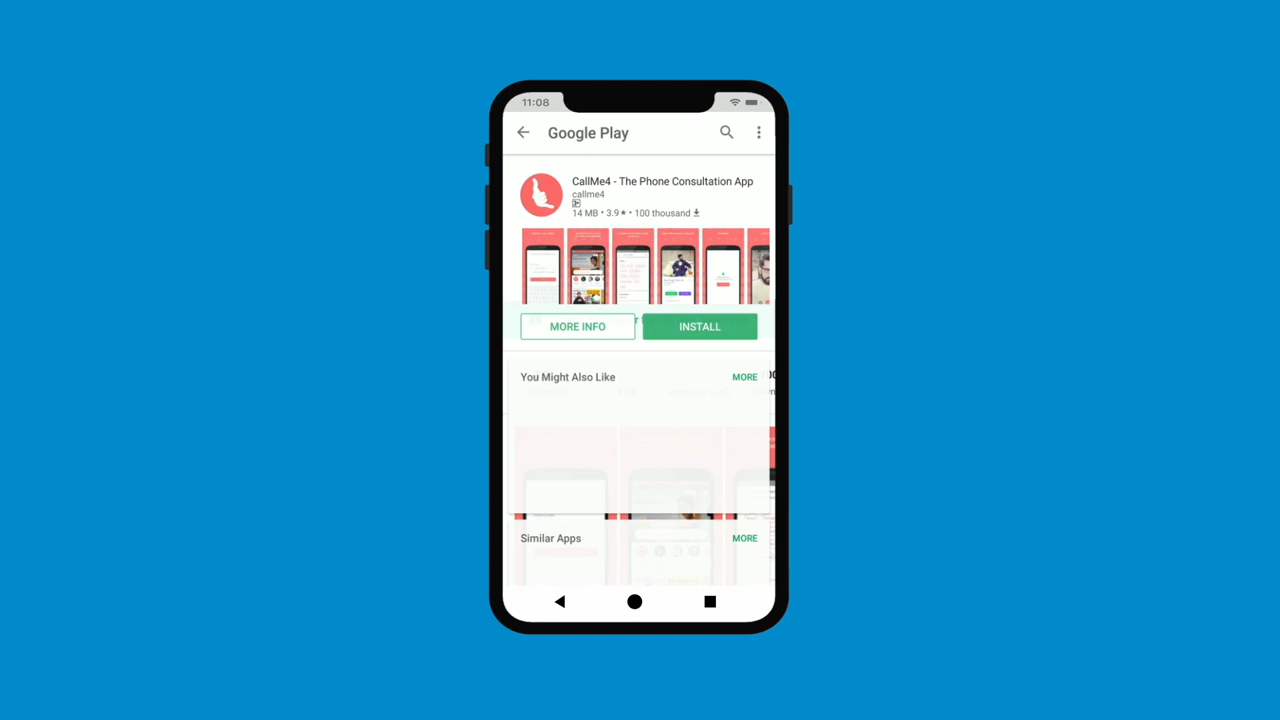 11:08
Google Play
CallMe4 - The Phone Consultation App
callme4
3+
14 MB • 3.9 ★ • 100 thousand
MORE INFO
INSTALL
You Might Also Like
MORE
Similar Apps
MORE